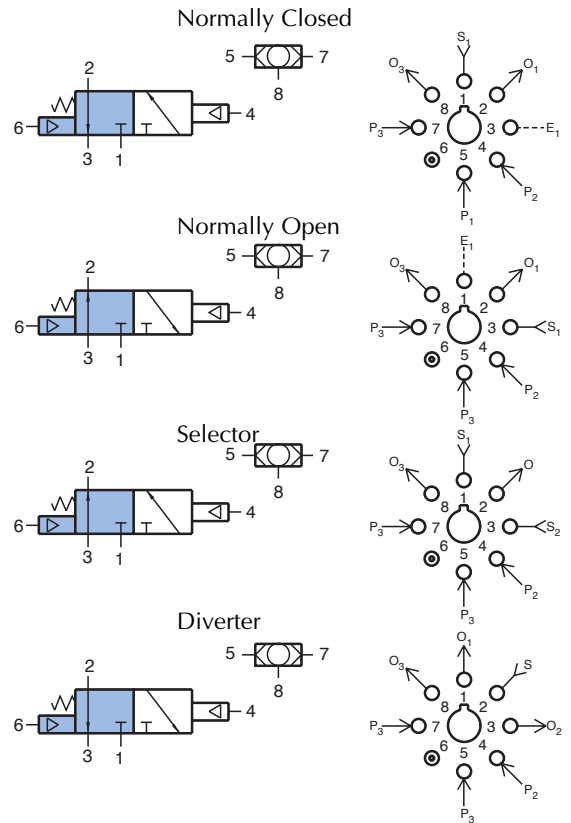 Normally Closed
2
5 7
8
6 4
3 1
S1
O3 O1
1
8 2
P3 7 3 E1
6 4
5
P2
P1
Normally Open
2
5 7
8
6 4
3 1
E1
O3 O1
1
8 2
P3 7 3 S1
6 4
5
P2
P3
Selector
2
5 7
8
6 4
3 1
S1
O3 O
1
8 2
P3 7 3 S2
6 4
5
P2
P3
Diverter
2
5 7
8
6 4
3 1
O1
O3 S
1
8 2
P3 7 3 O2
6 4
5
P2
P3